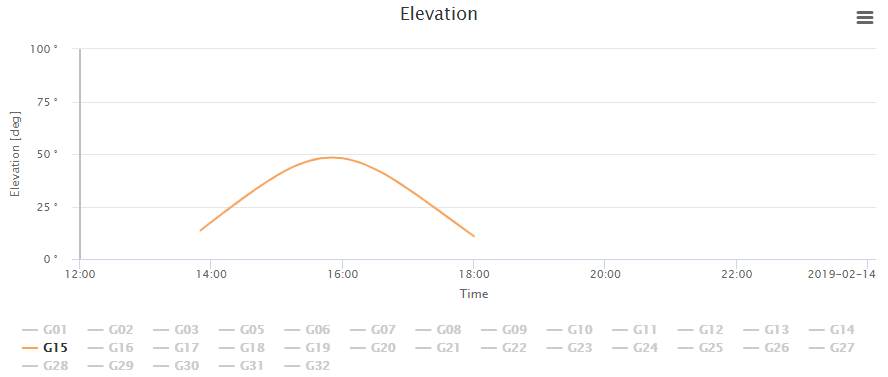 Elevation
100 °
75 °
50 °
25 °
0 °
Elevation [deg]
12:00 14:00 16:00 18:00 20:00 22:00 2019-02-14
Time
G01 G02 G03 G05 G06 G07 G08 G09 G10 G11 G12 G13 G14
G15 G16 G17 G18 G19 G20 G21 G22 G23 G24 G25 G26 G27
G28 G29 G30 G31 G32